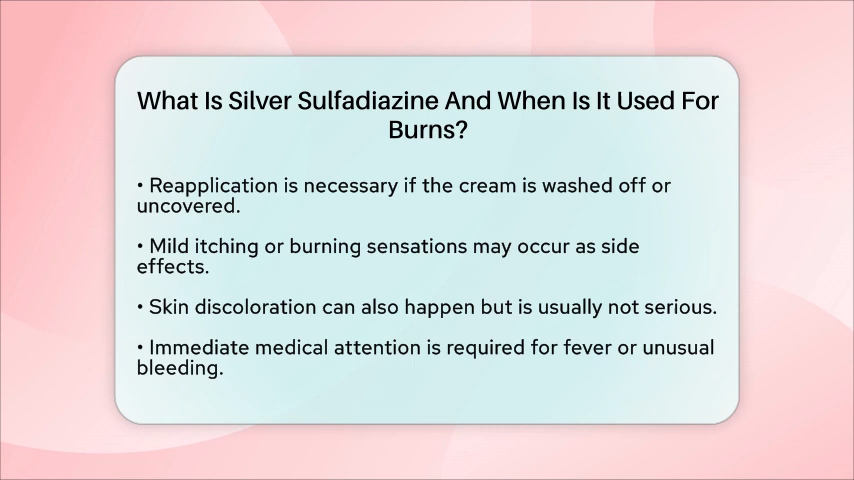 What Is Silver Sulfadiazine And When Is It Used For
Burns?
• Reapplication is necessary if the cream is washed off or
uncovered.
• Mild itching or burning sensations may occur as side
effects.
• Skin discoloration can also happen but is usually not serious.
• Immediate medical attention is required for fever or unusual
bleeding.